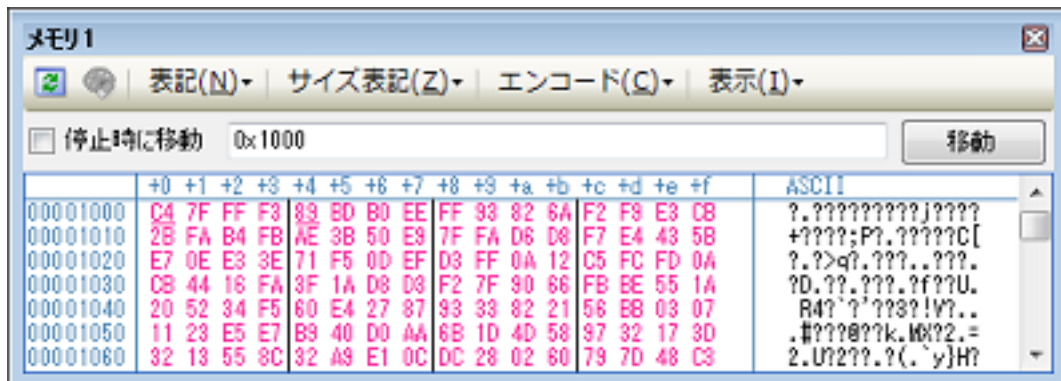 メモリ1
表記(N)▾ サイズ表記(Z)▾ エンコード(C)▾ 表示(I)▾
停止時に移動 0x1000 移動
+0 +1 +2 +3 +4 +5 +6 +7 +8 +9 +a +b +c +d +e +f ASCII
00001000 C4 7F FF F3 89 BD B0 EE FF 93 82 6A F2 F9 E3 CB ?.?????????j????
00001010 2B FA B4 FB AE 3B 50 E9 7F FA D6 D8 F7 E4 43 5B +????;P?.?????C[
00001020 E7 0E E3 3E 71 F5 0D EF D3 FF 0A 12 C5 FC FD 0A ?.?>q?.???..???.
00001030 CB 44 16 FA 3F 1A D8 D3 F2 7F 90 66 FB BE 55 1A ?D.??.???.?f??U.
00001040 20 52 34 F5 60 E4 27 87 93 33 82 21 56 BB 03 07 R4?`?'??3?!V?..
00001050 11 23 E5 E7 B9 40 D0 AA 6B 1D 4D 58 97 32 17 3D .#???@??k.MX?2.=
00001060 32 13 55 8C 32 A9 E1 0C DC 28 02 60 79 7D 48 C3 2.U?2??.?(.`y}H?